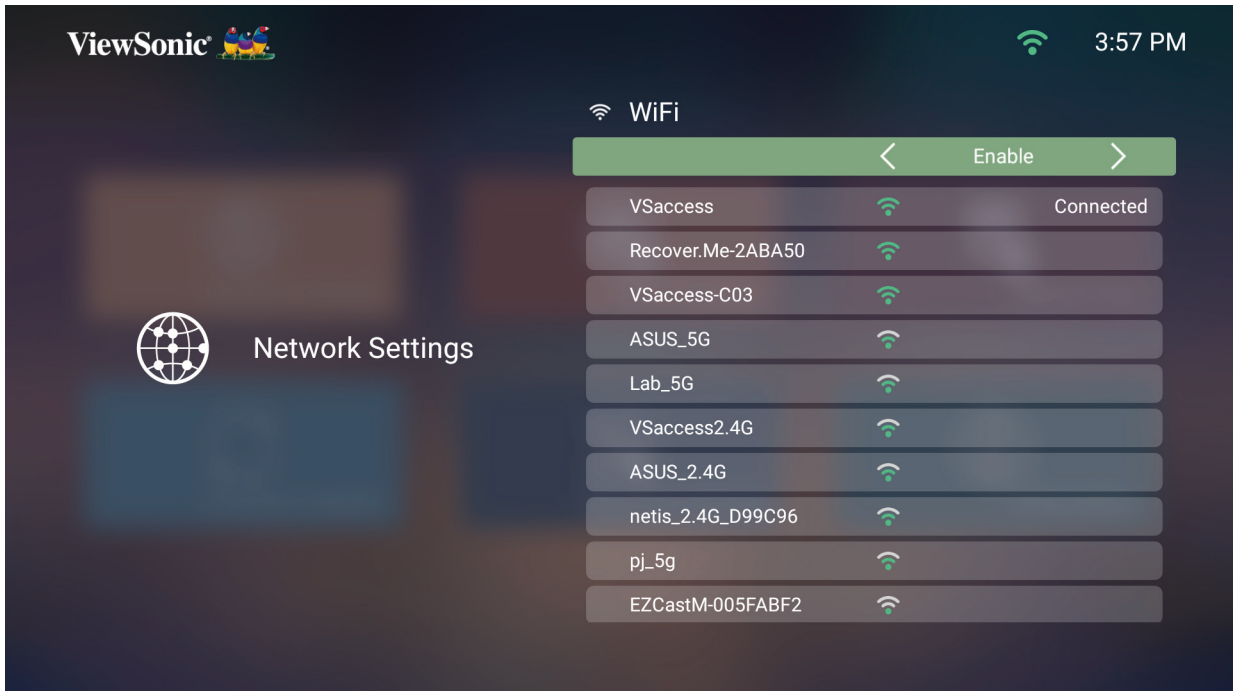 ViewSonic
3:57 PM
WiFi
Enable
VSaccess Connected
Recover.Me-2ABA50
VSaccess-C03
ASUS_5G
Network Settings
Lab_5G
VSaccess2.4G
ASUS_2.4G
netis_2.4G_D99C96
pj_5g
EZCastM-005FABF2